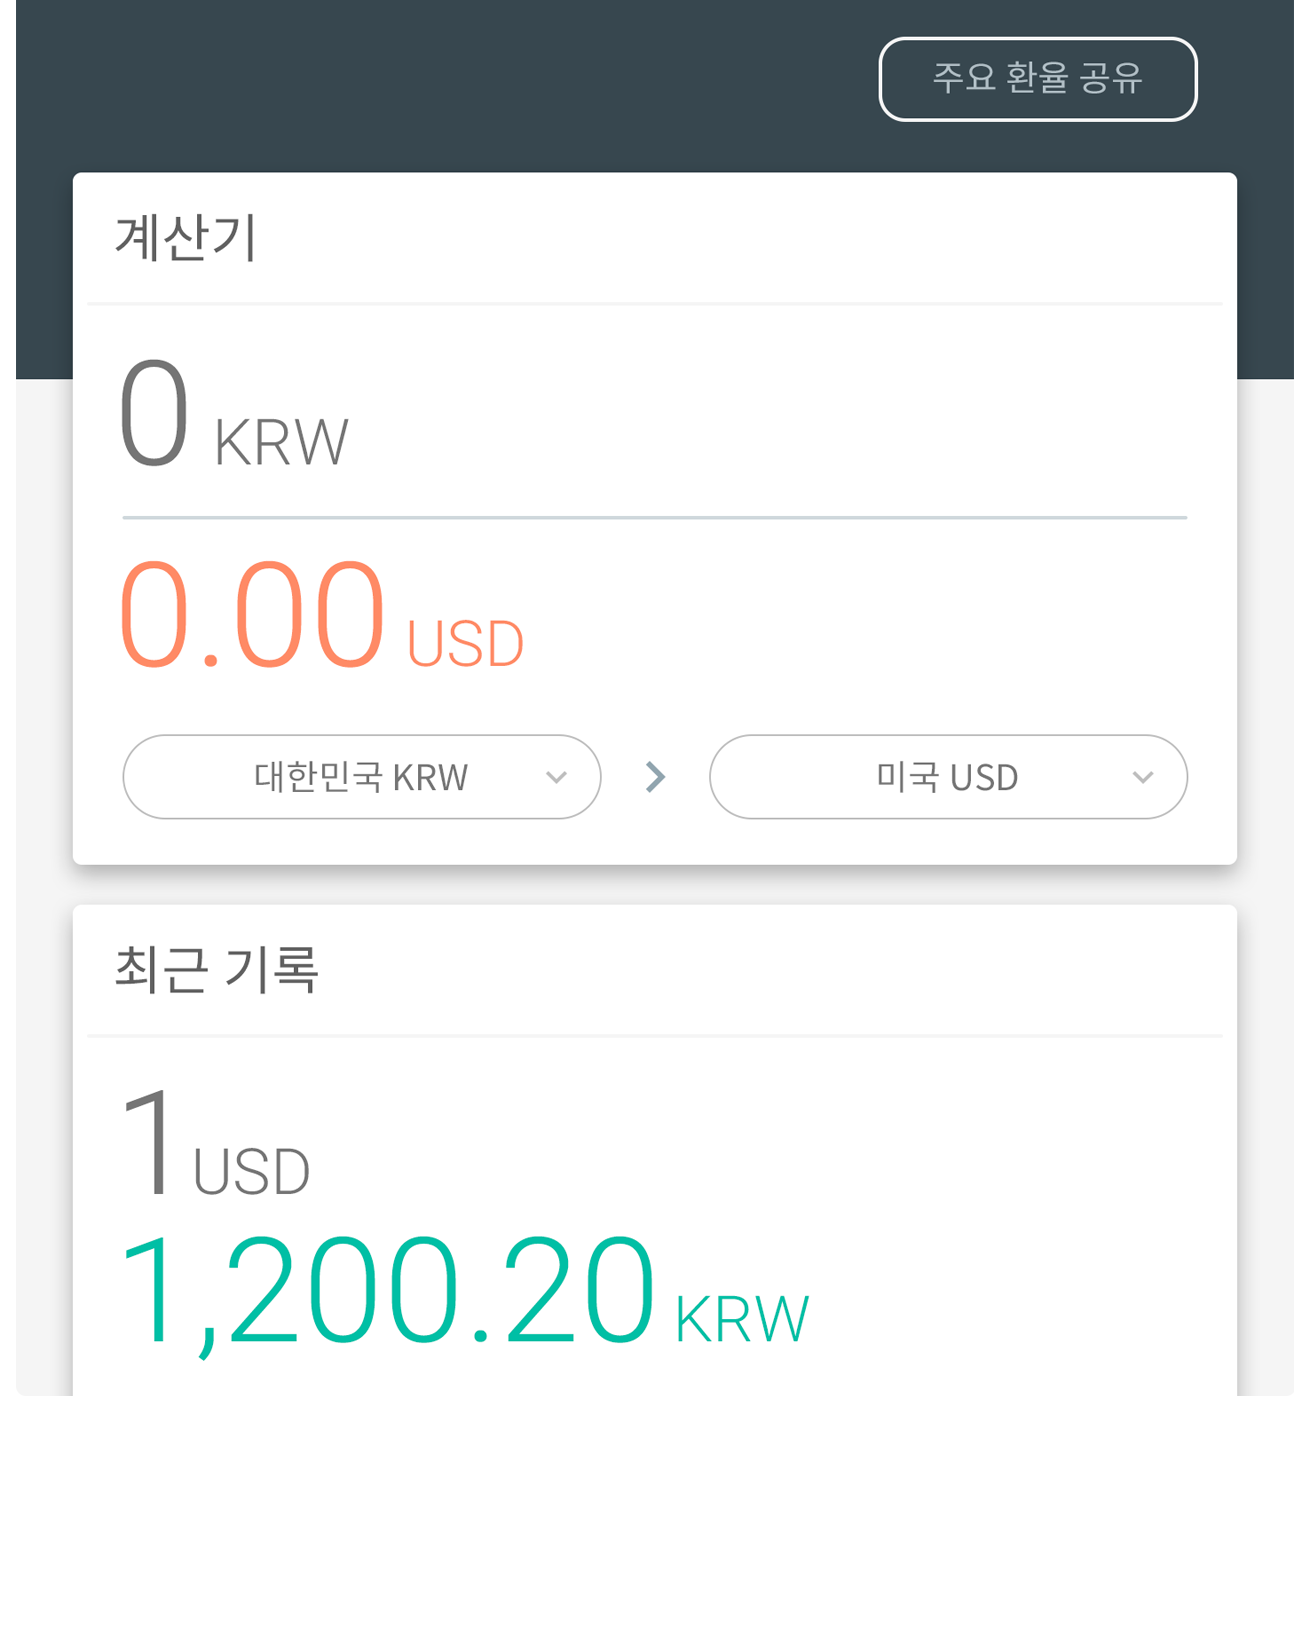 주요 환율 공유
계산기
0 KRW
0.00 USD
대한민국 KRW
미국 USD
최근 기록
1 USD
1,200.20 KRW